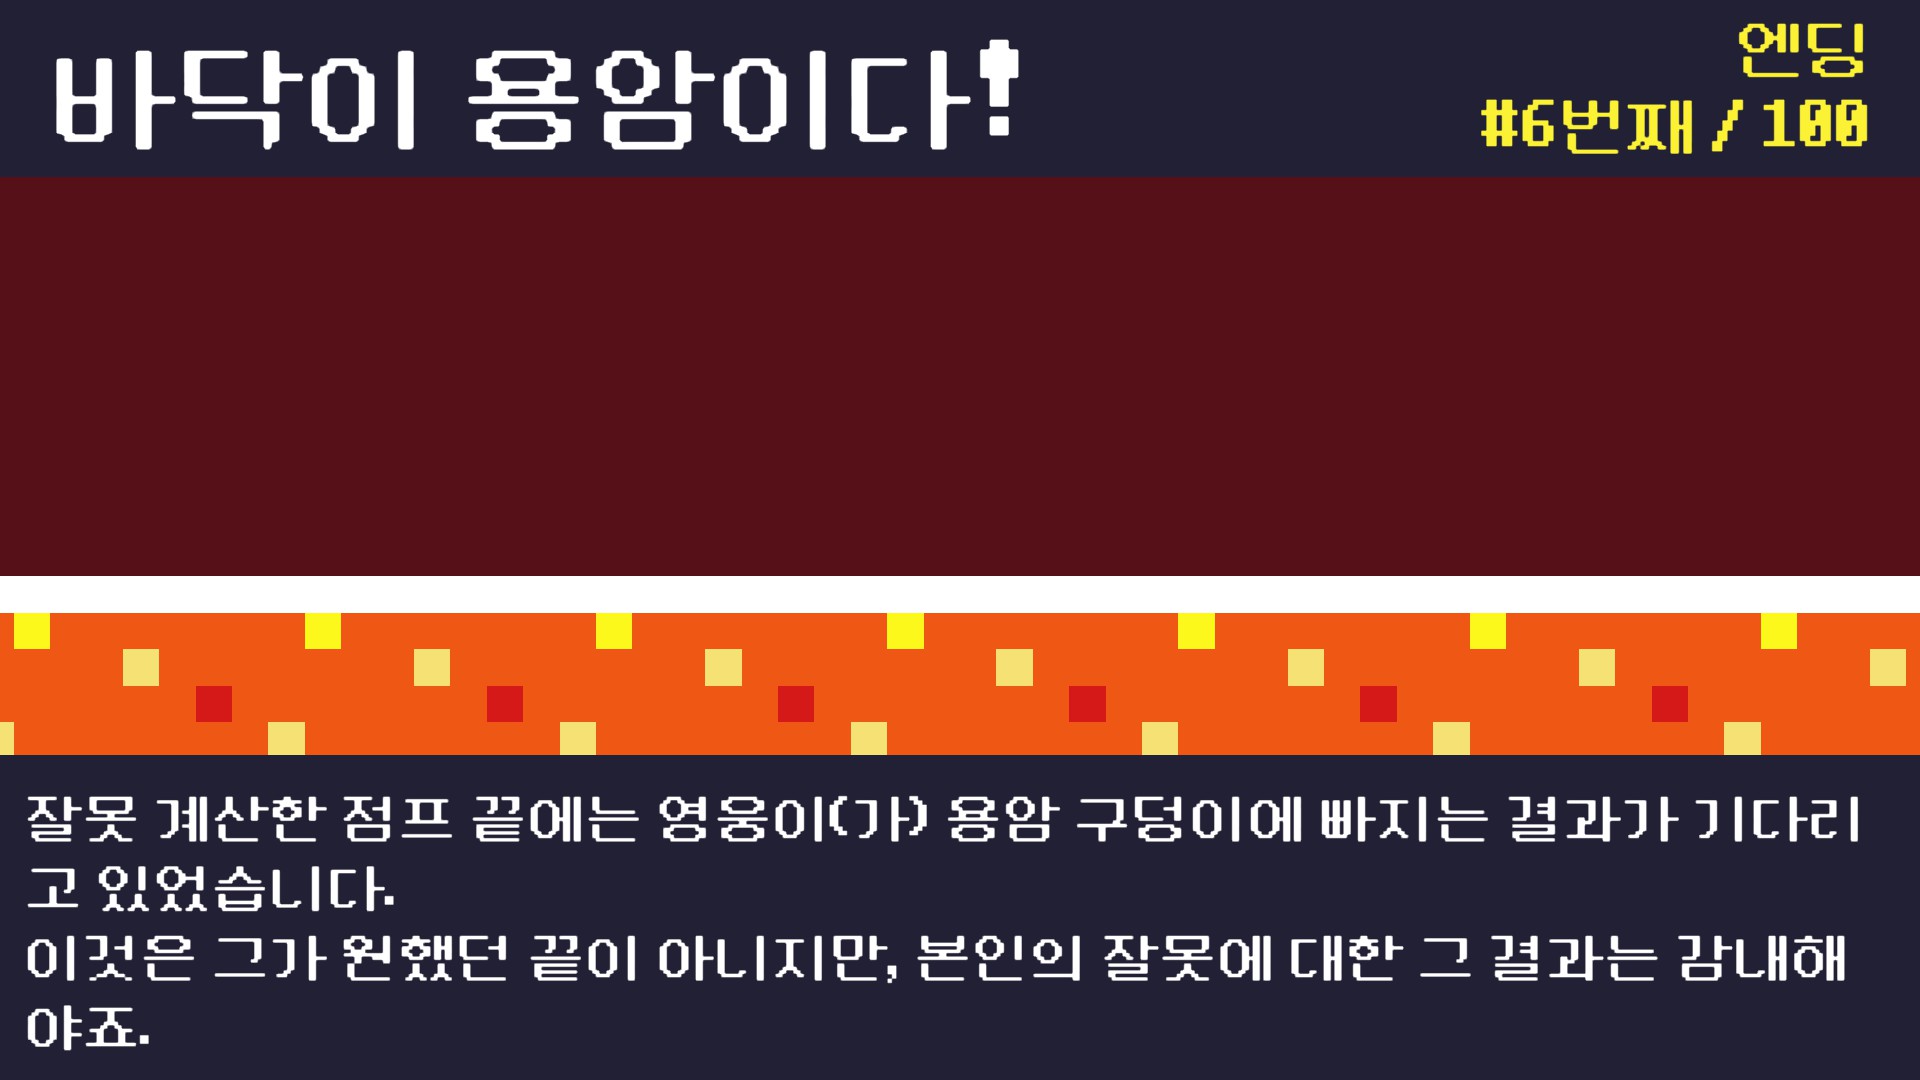 바닥이 용암이다!
엔딩
#6번째/100
잘못 계산한 점프 끝에는 영웅이(가) 용암 구덩이에 빠지는 결과가 기다리
고 있었습니다.
이것은 그가 원했던 끝이 아니지만, 본인의 잘못에 대한 그 결과는 감내해
야죠.